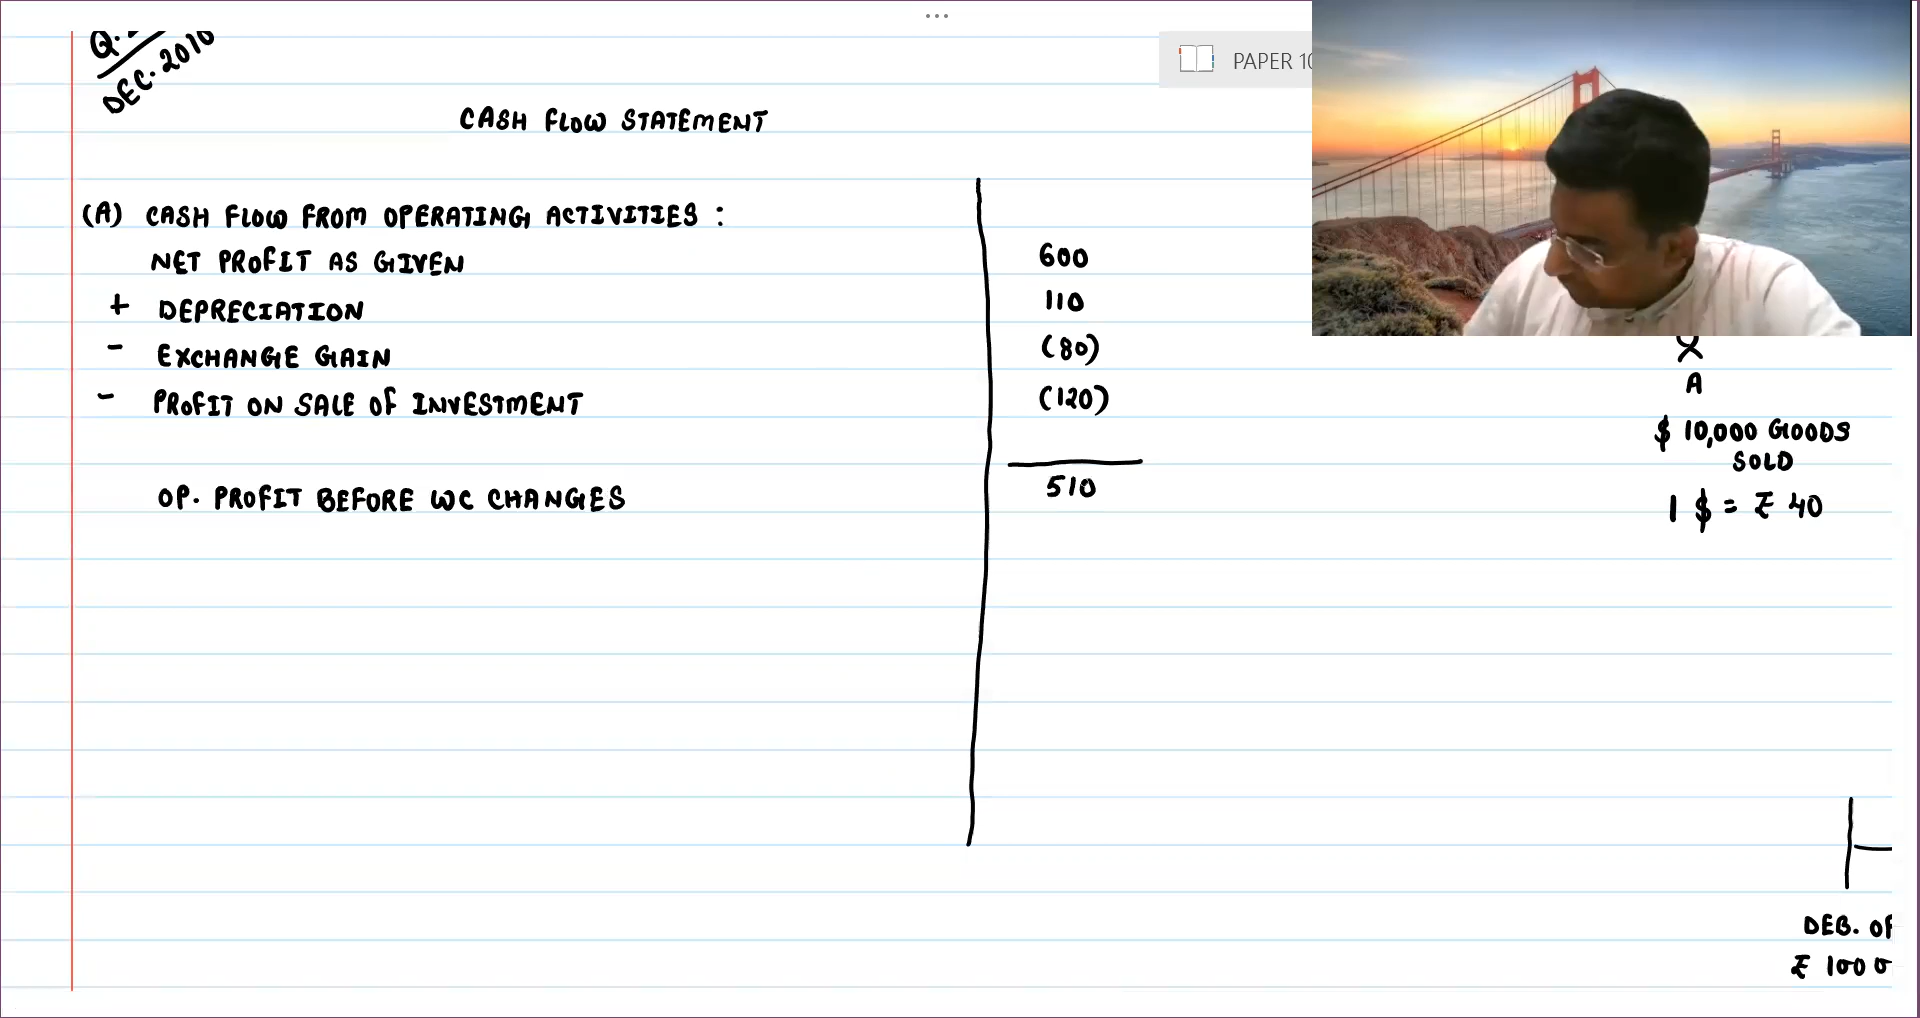 DEC. 2010
PAPER
CASH FLOW STATEMENT
(A) CASH FLOW FROM OPERATING ACTIVITIES :
NET PROFIT AS GIVEN 600
+ DEPRECIATION 110
- EXCHANGE GAIN (80)
- PROFIT ON SALE OF INVESTMENT (120)
OP. PROFIT BEFORE WC CHANGES 510
A
$ 10,000 GOODS
SOLD
1 $ = ₹ 40
DEB. OF
₹ 1000